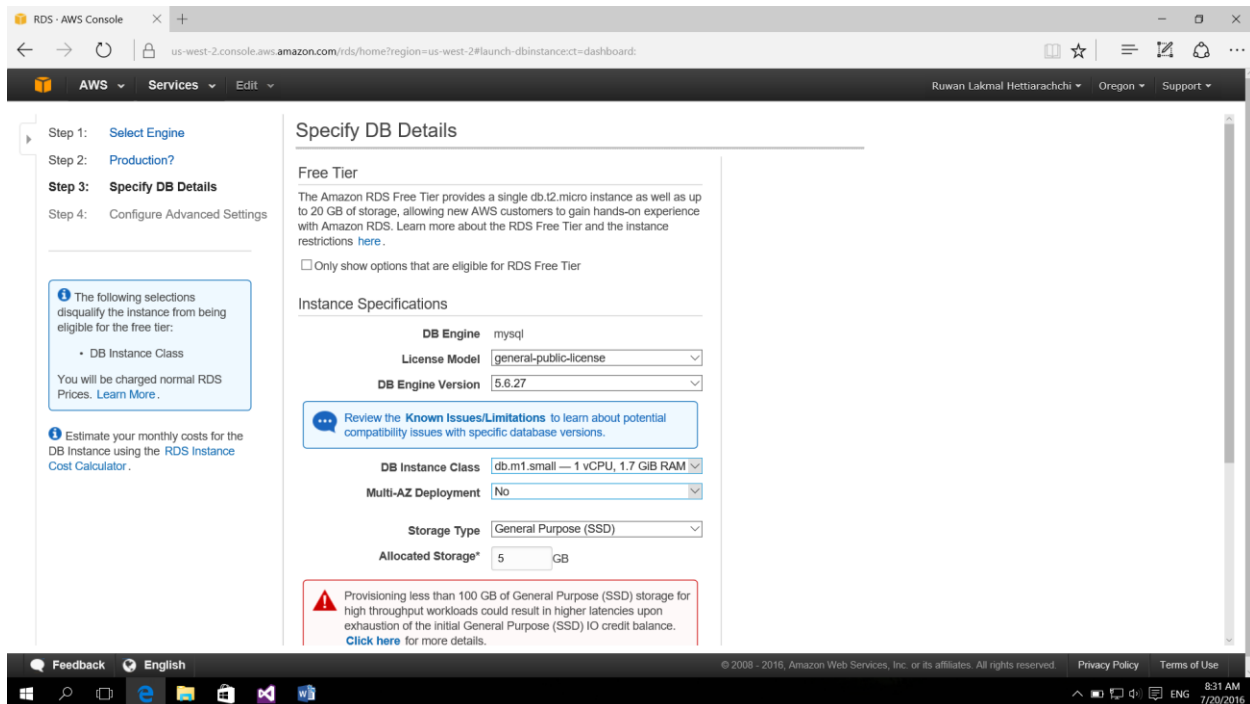 RDS · AWS Console
us-west-2.console.aws.amazon.com/rds/home?region=us-west-2#launch-dbinstance:ct=dashboard:
AWS Services Edit Ruwan Lakmal Hettiarachchi Oregon Support
Step 1: Select Engine
Step 2: Production?
Step 3: Specify DB Details
Step 4: Configure Advanced Settings
The following selections
disqualify the instance from being
eligible for the free tier:
• DB Instance Class
You will be charged normal RDS
Prices. Learn More.
Estimate your monthly costs for the
DB Instance using the RDS Instance
Cost Calculator.
Specify DB Details
Free Tier
The Amazon RDS Free Tier provides a single db.t2.micro instance as well as up
to 20 GB of storage, allowing new AWS customers to gain hands-on experience
with Amazon RDS. Learn more about the RDS Free Tier and the instance
restrictions here.
Only show options that are eligible for RDS Free Tier
Instance Specifications
DB Engine mysql
License Model general-public-license
DB Engine Version 5.6.27
Review the Known Issues/Limitations to learn about potential
compatibility issues with specific database versions.
DB Instance Class db.m1.small — 1 vCPU, 1.7 GiB RAM
Multi-AZ Deployment No
Storage Type General Purpose (SSD)
Allocated Storage* 5 GB
Provisioning less than 100 GB of General Purpose (SSD) storage for
high throughput workloads could result in higher latencies upon
exhaustion of the initial General Purpose (SSD) IO credit balance.
Click here for more details.
Feedback English © 2008 - 2016, Amazon Web Services, Inc. or its affiliates. All rights reserved. Privacy Policy Terms of Use
ENG 8:31 AM
7/20/2016